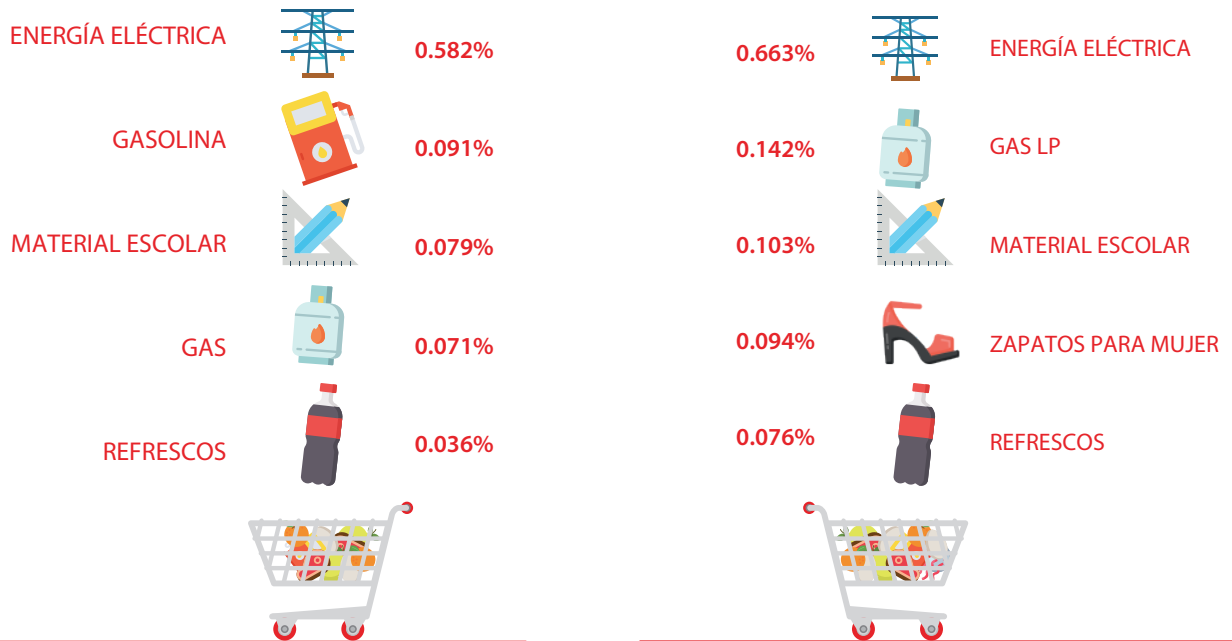 ENERGÍA ELÉCTRICA
0.582%
GASOLINA
0.091%
MATERIAL ESCOLAR
0.079%
GAS
0.071%
REFRESCOS
0.036%
0.663%
ENERGÍA ELÉCTRICA
0.142%
GAS LP
0.103%
MATERIAL ESCOLAR
0.094%
ZAPATOS PARA MUJER
0.076%
REFRESCOS